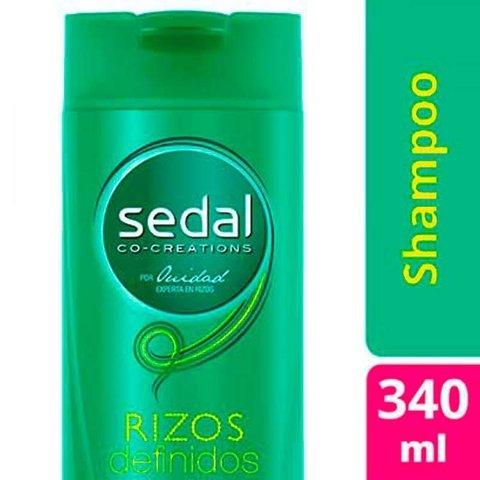 sedal
CO-CREATIONS
POR Ouidad
EXPERTA EN RIZOS
RIZOS
definidos
Shampoo
340
ml